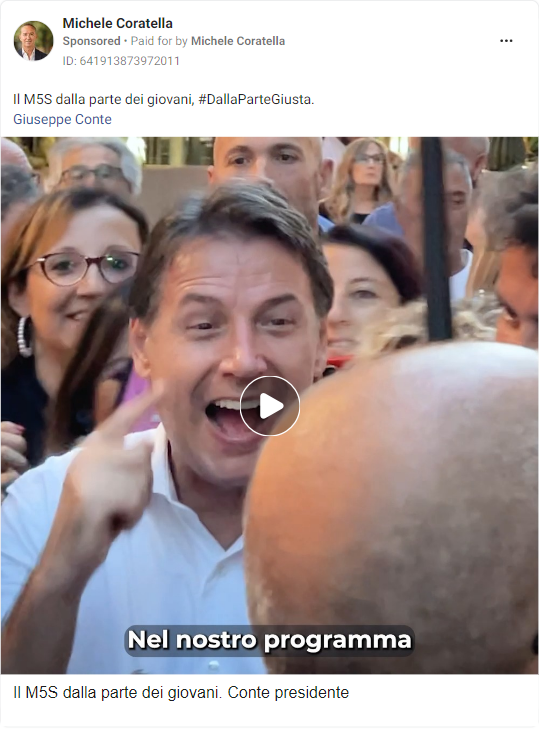 Michele Coratella
Sponsored • Paid for by Michele Coratella
ID: 641913873972011
Il M5S dalla parte dei giovani, #DallaParteGiusta.
Giuseppe Conte
Nel nostro programma
Il M5S dalla parte dei giovani. Conte presidente